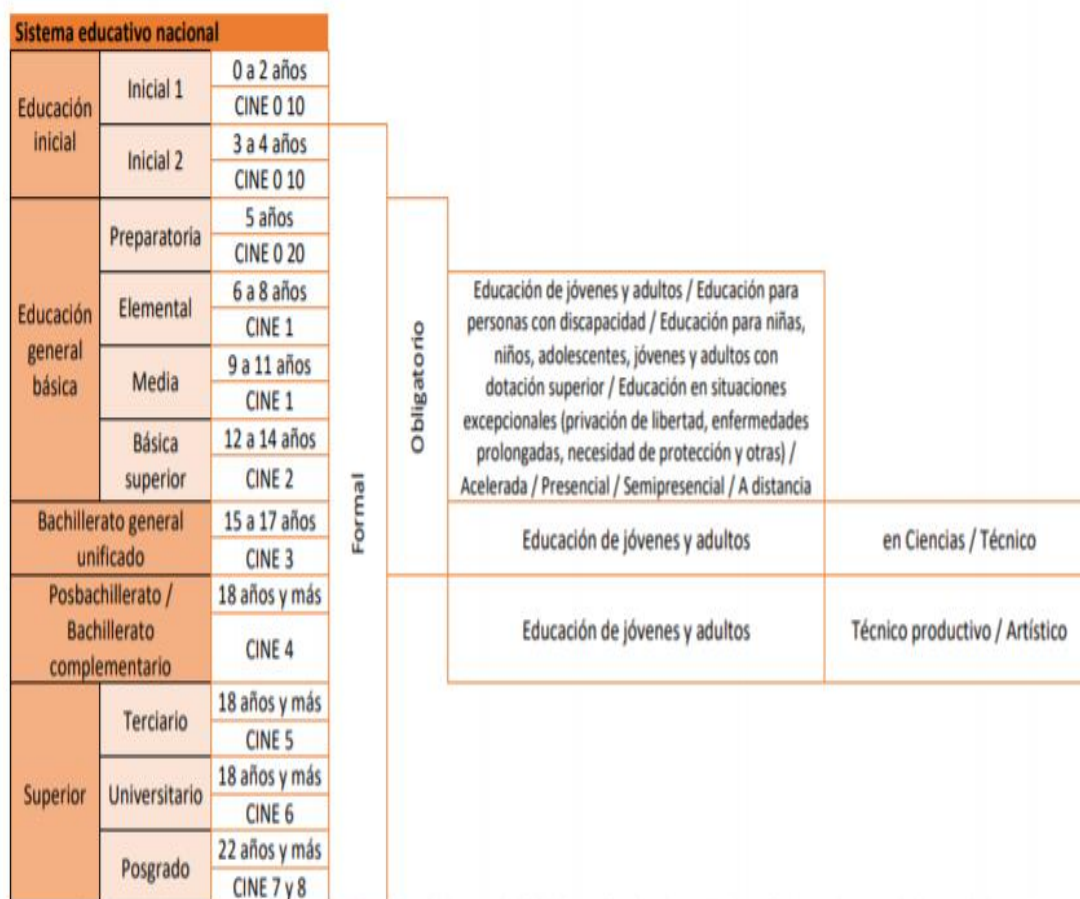 Sistema educativo nacional
Educación
inicial
Inicial 1
0 a 2 años
CINE 0 10
Inicial 2
3 a 4 años
CINE 0 10
Educación
general
básica
Preparatoria
5 años
CINE 0 20
Elemental
6 a 8 años
CINE 1
Media
9 a 11 años
CINE 1
Básica
superior
12 a 14 años
CINE 2
Bachillerato general
unificado
15 a 17 años
CINE 3
Posbachillerato /
Bachillerato
complementario
18 años y más
CINE 4
Superior
Terciario
18 años y más
CINE 5
Universitario
18 años y más
CINE 6
Posgrado
22 años y más
CINE 7 y 8
Formal
Obligatorio
Educación de jóvenes y adultos / Educación para
personas con discapacidad / Educación para niñas,
niños, adolescentes, jóvenes y adultos con
dotación superior / Educación en situaciones
excepcionales (privación de libertad, enfermedades
prolongadas, necesidad de protección y otras) /
Acelerada / Presencial / Semipresencial / A distancia
Educación de jóvenes y adultos
en Ciencias / Técnico
Educación de jóvenes y adultos
Técnico productivo / Artístico